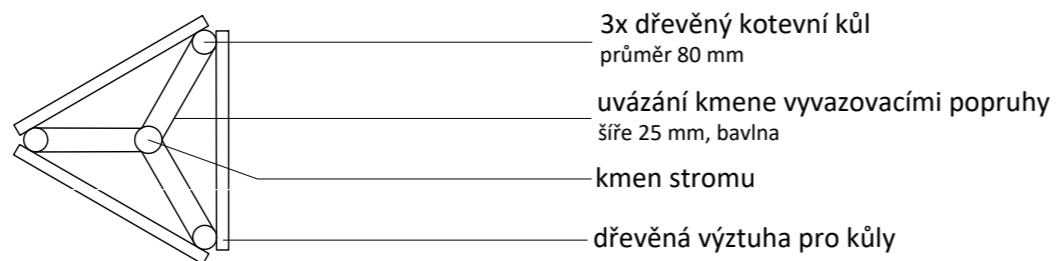 3x dřevěný kotevní kůl
průměr 80 mm
uvázání kmene vyvazovacími popruhy
šíře 25 mm, bavlna
kmen stromu
dřevěná výztuha pro kůly